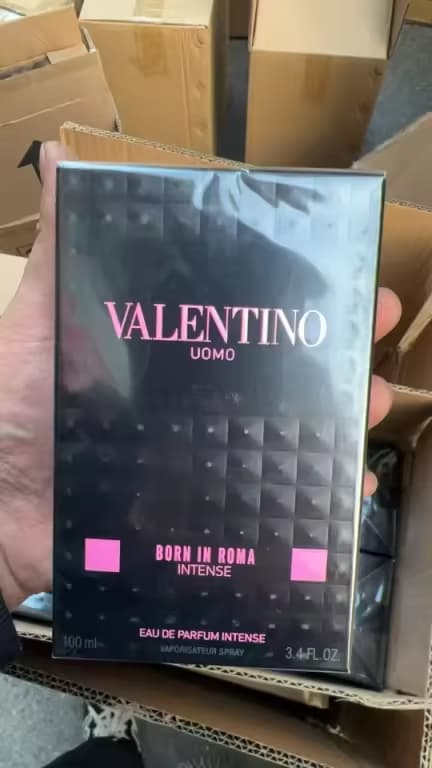 VALENTINO
UOMO
BORN IN ROMA
INTENSE
EAU DE PARFUM INTENSE
100 ml
VAPORISATEUR SPRAY
3.4 FL.OZ.